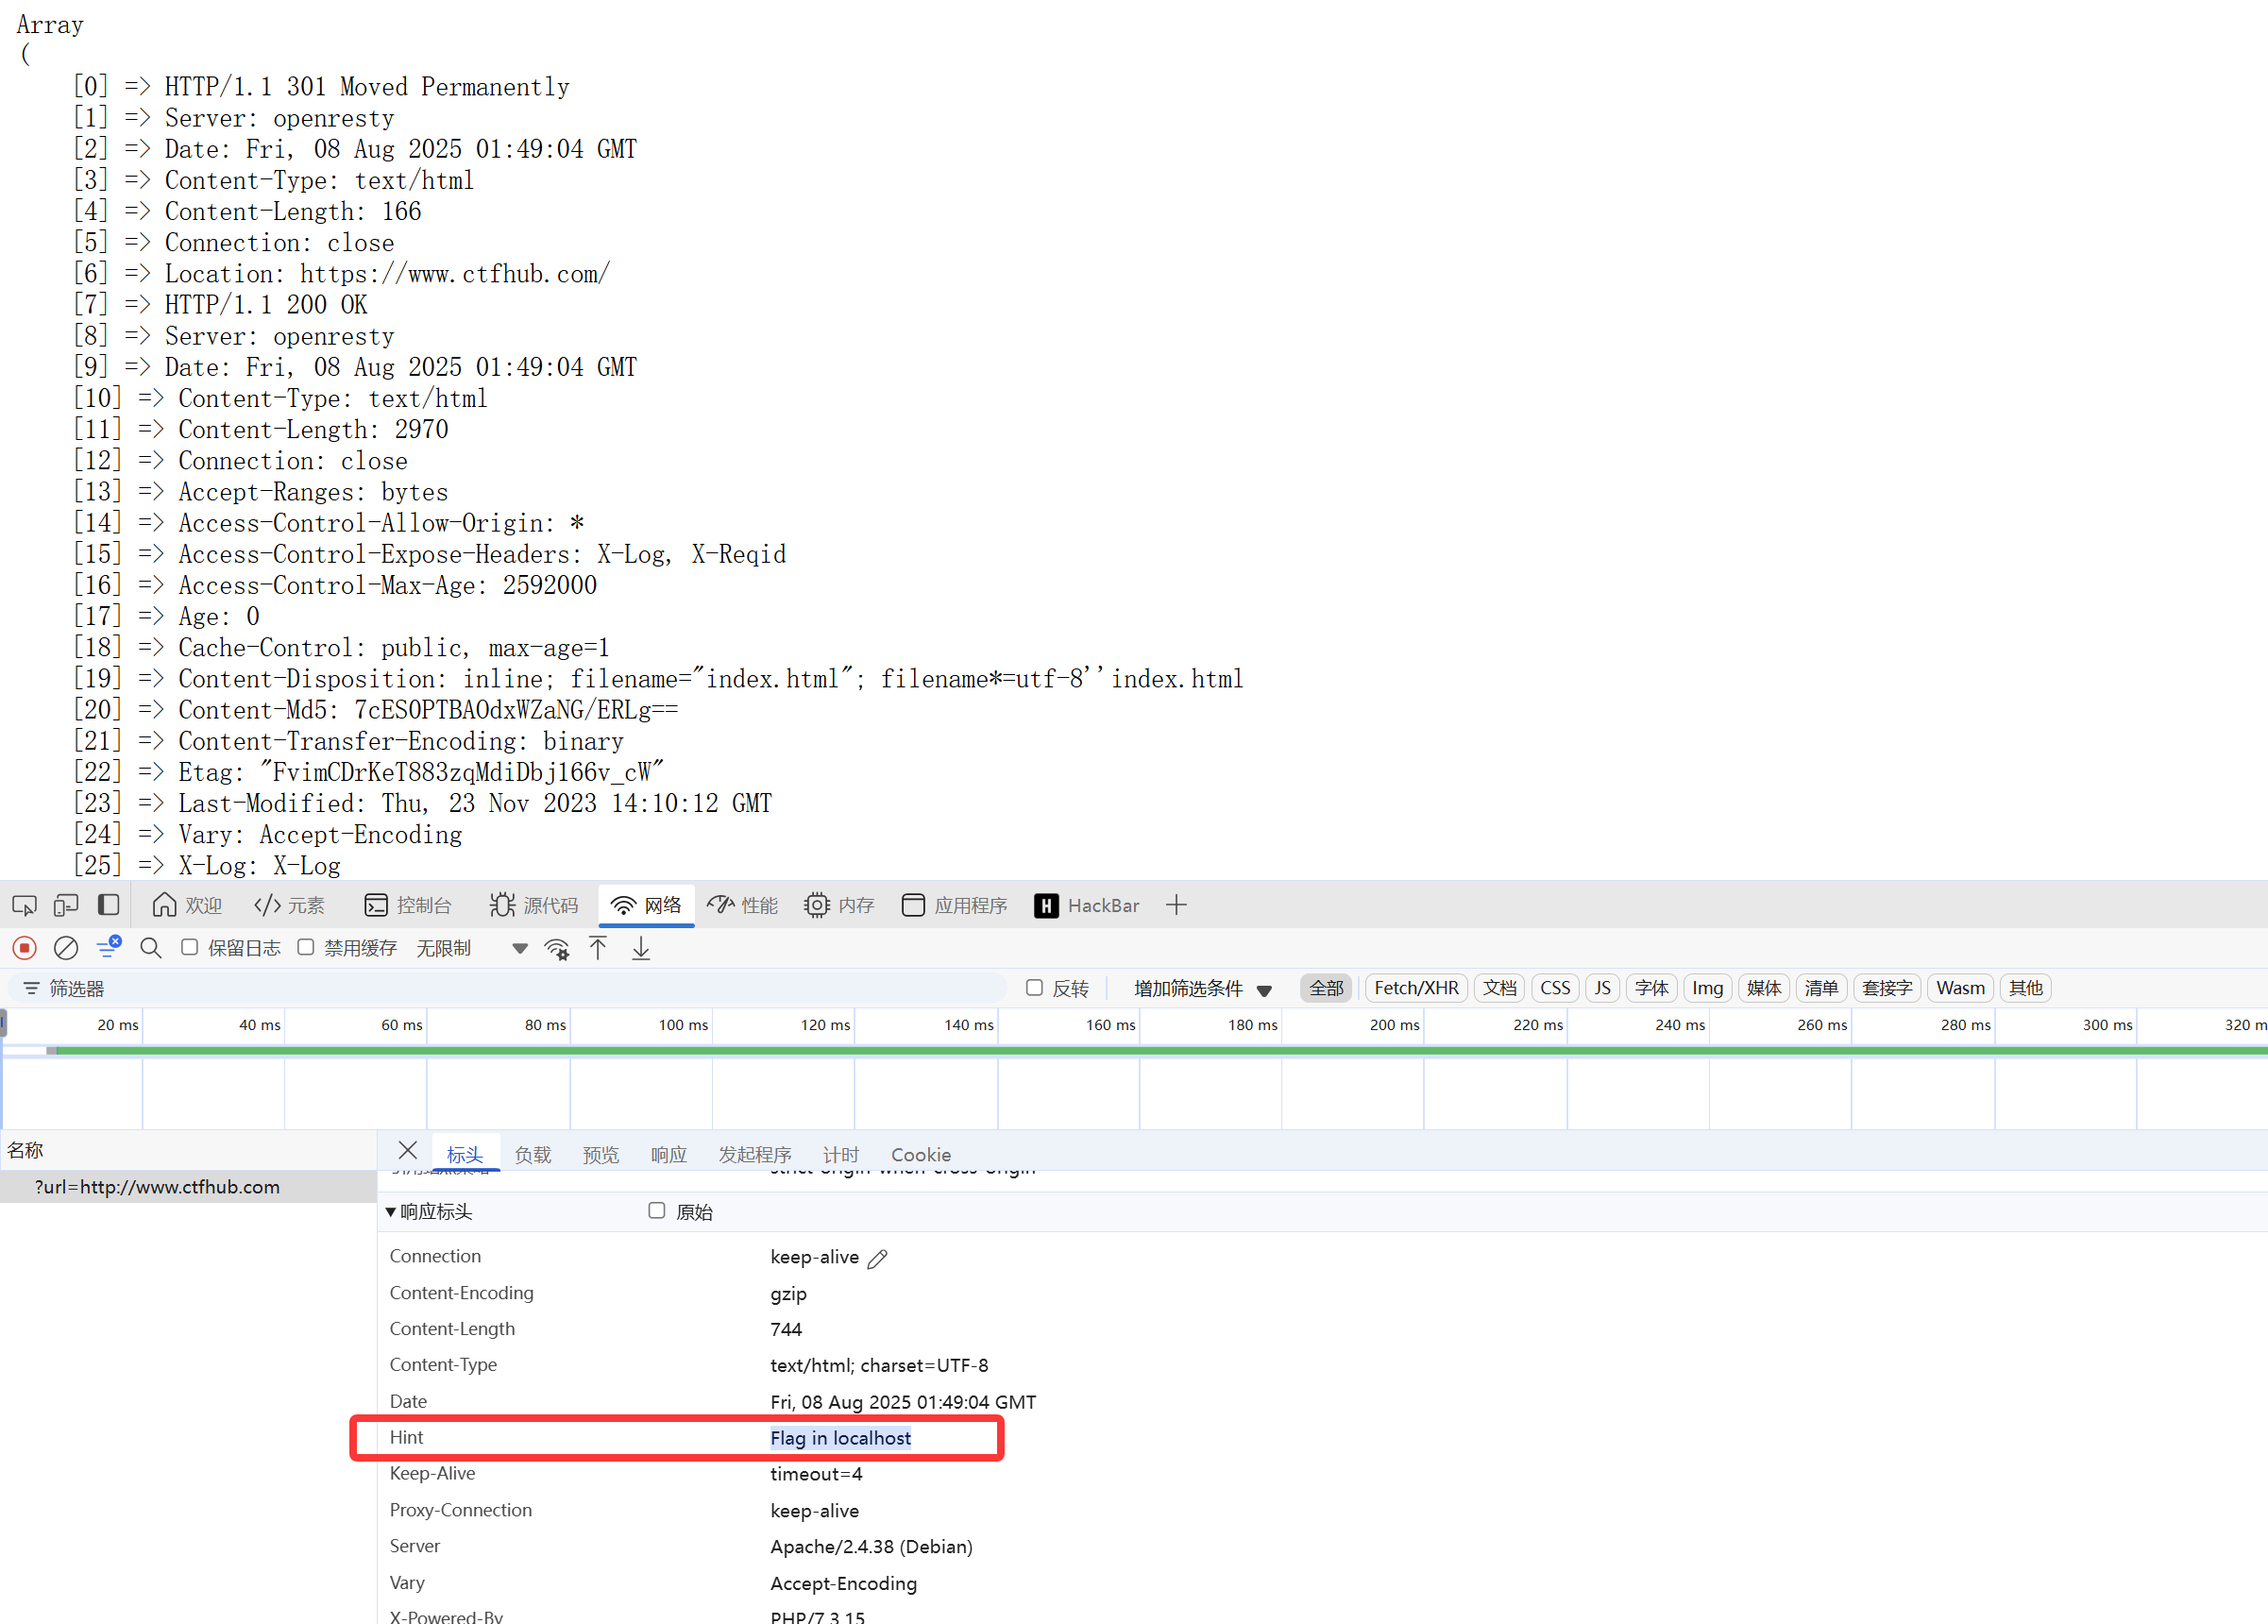 Array
(
[0] => HTTP/1.1 301 Moved Permanently
[1] => Server: openresty
[2] => Date: Fri, 08 Aug 2025 01:49:04 GMT
[3] => Content-Type: text/html
[4] => Content-Length: 166
[5] => Connection: close
[6] => Location: https://www.ctfhub.com/
[7] => HTTP/1.1 200 OK
[8] => Server: openresty
[9] => Date: Fri, 08 Aug 2025 01:49:04 GMT
[10] => Content-Type: text/html
[11] => Content-Length: 2970
[12] => Connection: close
[13] => Accept-Ranges: bytes
[14] => Access-Control-Allow-Origin: *
[15] => Access-Control-Expose-Headers: X-Log, X-Reqid
[16] => Access-Control-Max-Age: 2592000
[17] => Age: 0
[18] => Cache-Control: public, max-age=1
[19] => Content-Disposition: inline; filename="index.html"; filename*=utf-8''index.html
[20] => Content-Md5: 7cESOPTBAOdxWZaNG/ERLg==
[21] => Content-Transfer-Encoding: binary
[22] => Etag: "FvimCDrKeT883zqMdiDbj166v_cW"
[23] => Last-Modified: Thu, 23 Nov 2023 14:10:12 GMT
[24] => Vary: Accept-Encoding
[25] => X-Log: X-Log
欢迎 元素 控制台 源代码 网络 性能 内存 应用程序 H HackBar
保留日志 禁用缓存 无限制
筛选器 反转 增加筛选条件 全部 Fetch/XHR 文档 CSS JS 字体 Img 媒体 清单 套接字 Wasm 其他
20 ms 40 ms 60 ms 80 ms 100 ms 120 ms 140 ms 160 ms 180 ms 200 ms 220 ms 240 ms 260 ms 280 ms 300 ms 320 m
名称 标头 负载 预览 响应 发起程序 计时 Cookie
strict-origin-when-cross-origin
?url=http://www.ctfhub.com
响应标头 原始
Connection keep-alive
Content-Encoding gzip
Content-Length 744
Content-Type text/html; charset=UTF-8
Date Fri, 08 Aug 2025 01:49:04 GMT
Hint Flag in localhost
Keep-Alive timeout=4
Proxy-Connection keep-alive
Server Apache/2.4.38 (Debian)
Vary Accept-Encoding
X-Powered-By PHP/7.3.15